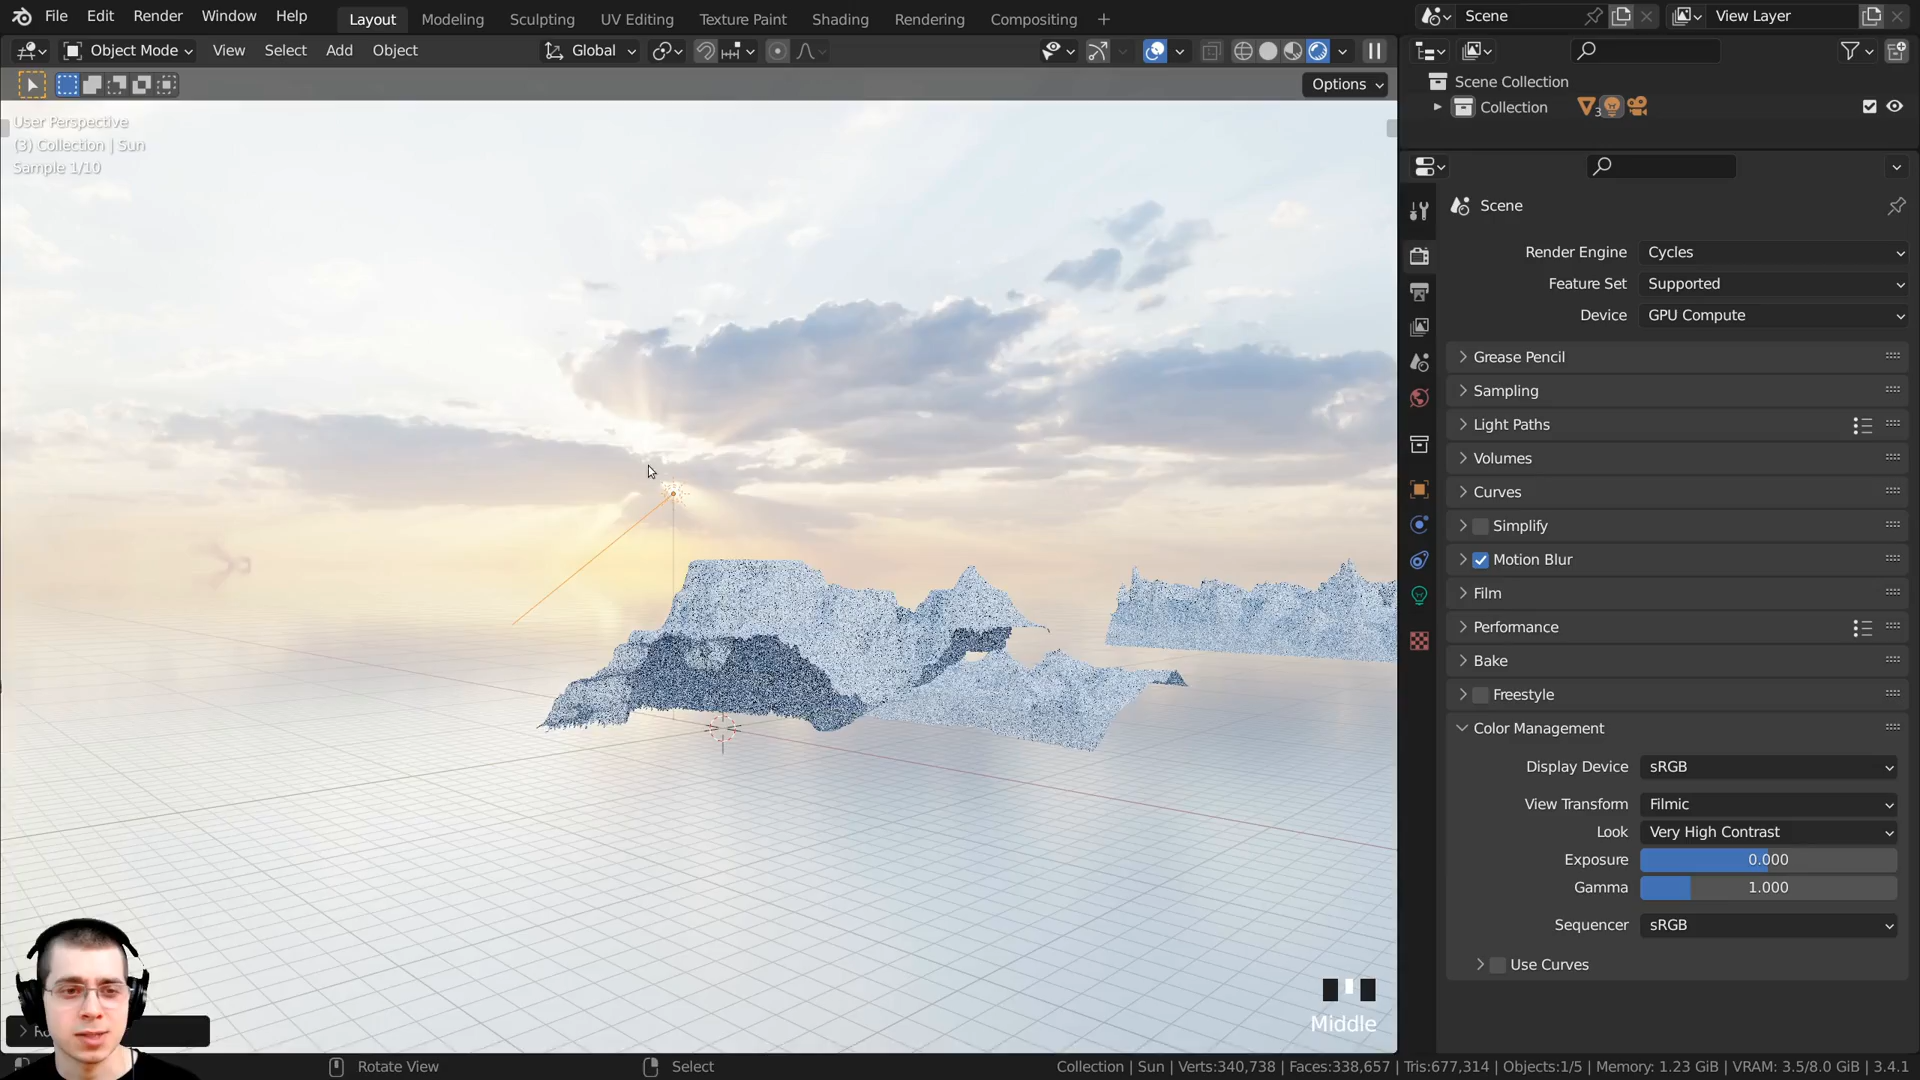 File Edit Render Window Help Layout Modeling Sculpting UV Editing Texture Paint Shading Animation Rendering Compositing + Scene View Layer
Object Mode View Select Add Object Global
Options
User Perspective
(3) Collection | Sun
Sample 1/10
Scene Collection
Collection 3
Scene
Render Engine Cycles
Feature Set Supported
Device GPU Compute
Grease Pencil
Sampling
Light Paths
Volumes
Curves
Simplify
Motion Blur
Film
Performance
Bake
Freestyle
Color Management
Display Device sRGB
View Transform Filmic
Look Very High Contrast
Exposure 0.000
Gamma 1.000
Sequencer sRGB
Use Curves
Middle
Rotate View Select Collection | Sun | Verts:340,738 | Faces:338,657 | Tris:677,314 | Objects:1/5 | Memory: 1.23 GiB | VRAM: 3.5/8.0 GiB | 3.4.1